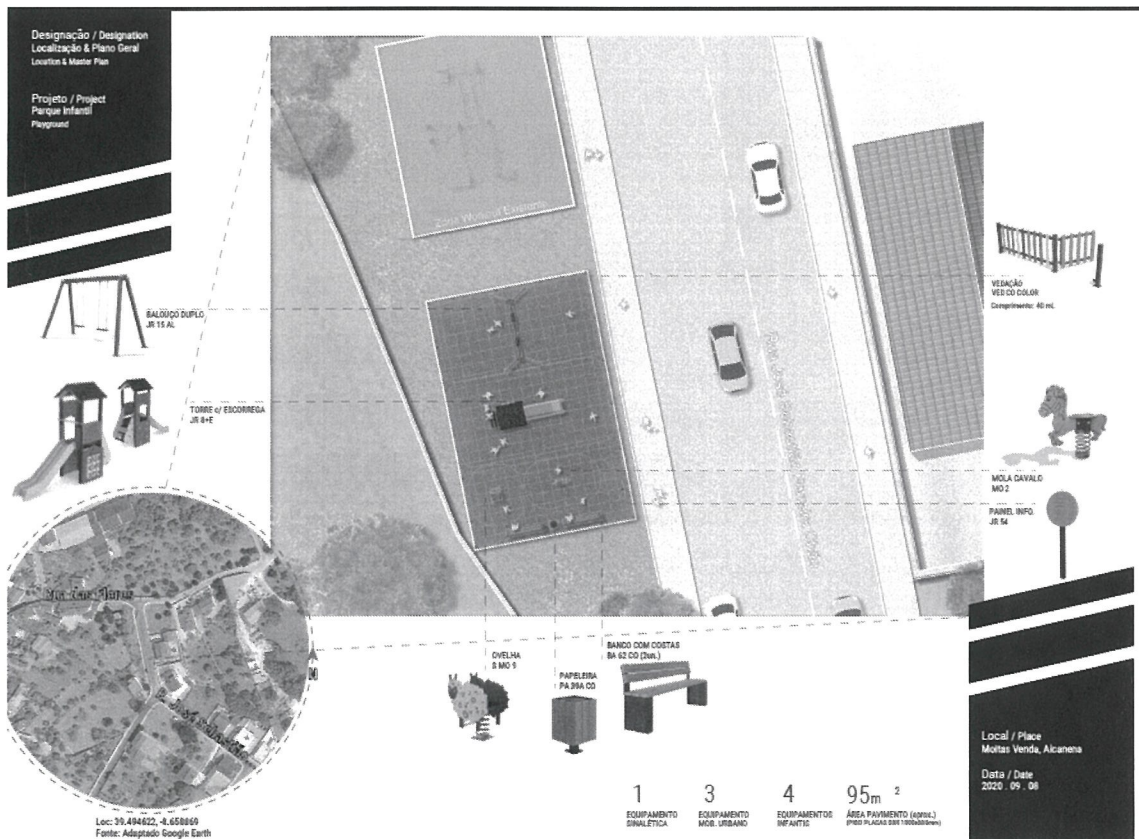 Designação / Designation
Localização & Plano Geral
Location & Master Plan
Projeto / Project
Parque Infantil
Playground
BALOUÇO DUPLO
JR 15 AL
TORRE c/ ESCORREGA
JR 8+E
VEDAÇÃO
VED CO COLOR
Comprimento: 40 mL
MOLA CAVALO
MO 2
PAINEL INFO.
JR 54
Rua das Flores
N
OVELHA
S MO 9
PAPELEIRA
PA 39A CO
BANCO COM COSTAS
BA 62 CO (2un.)
Loc: 39.494622, -8.658869
Fonte: Adaptado Google Earth
1
EQUIPAMENTO
SINALÉTICA
3
EQUIPAMENTO
MOB. URBANO
4
EQUIPAMENTOS
INFANTIS
95m 2
ÁREA PAVIMENTO (aprox.)
Local / Place
Moitas Venda, Alcanena
Data / Date
2020 . 09 . 08